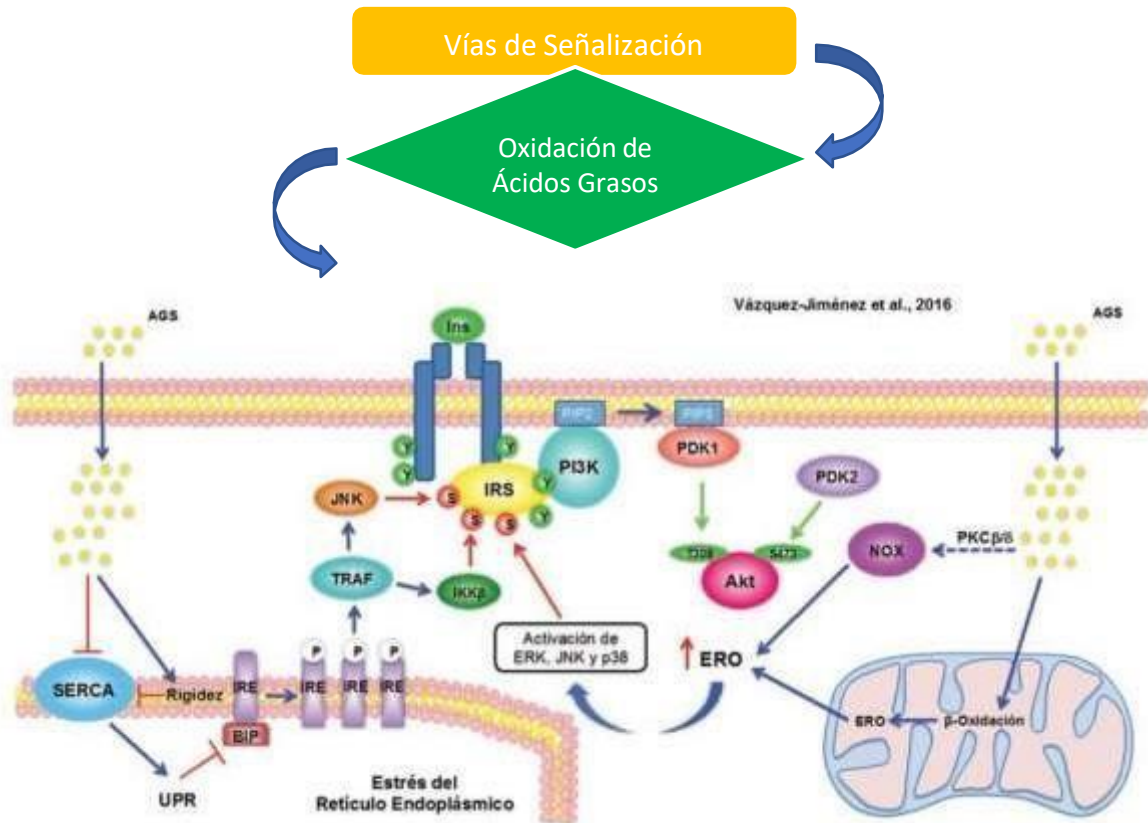 Vías de Señalización
Oxidación de
Ácidos Grasos
Vázquez-Jiménez et al., 2016
AGS
Ins
AGS
PIP2
PDK1
PI3K
PDK2
Y
Y
Y
Y
Y
IRS
S
S
S
JNK
TRAF
IKKβ
S473
Akt
NOX
PKCβ/δ
Activación de
ERK, JNK y p38
ERO
P
P
P
SERCA
Rigidez
IRE
IRE
IRE
IRE
BIP
UPR
Estrés del
Retículo Endoplásmico
ERO
β-Oxidación